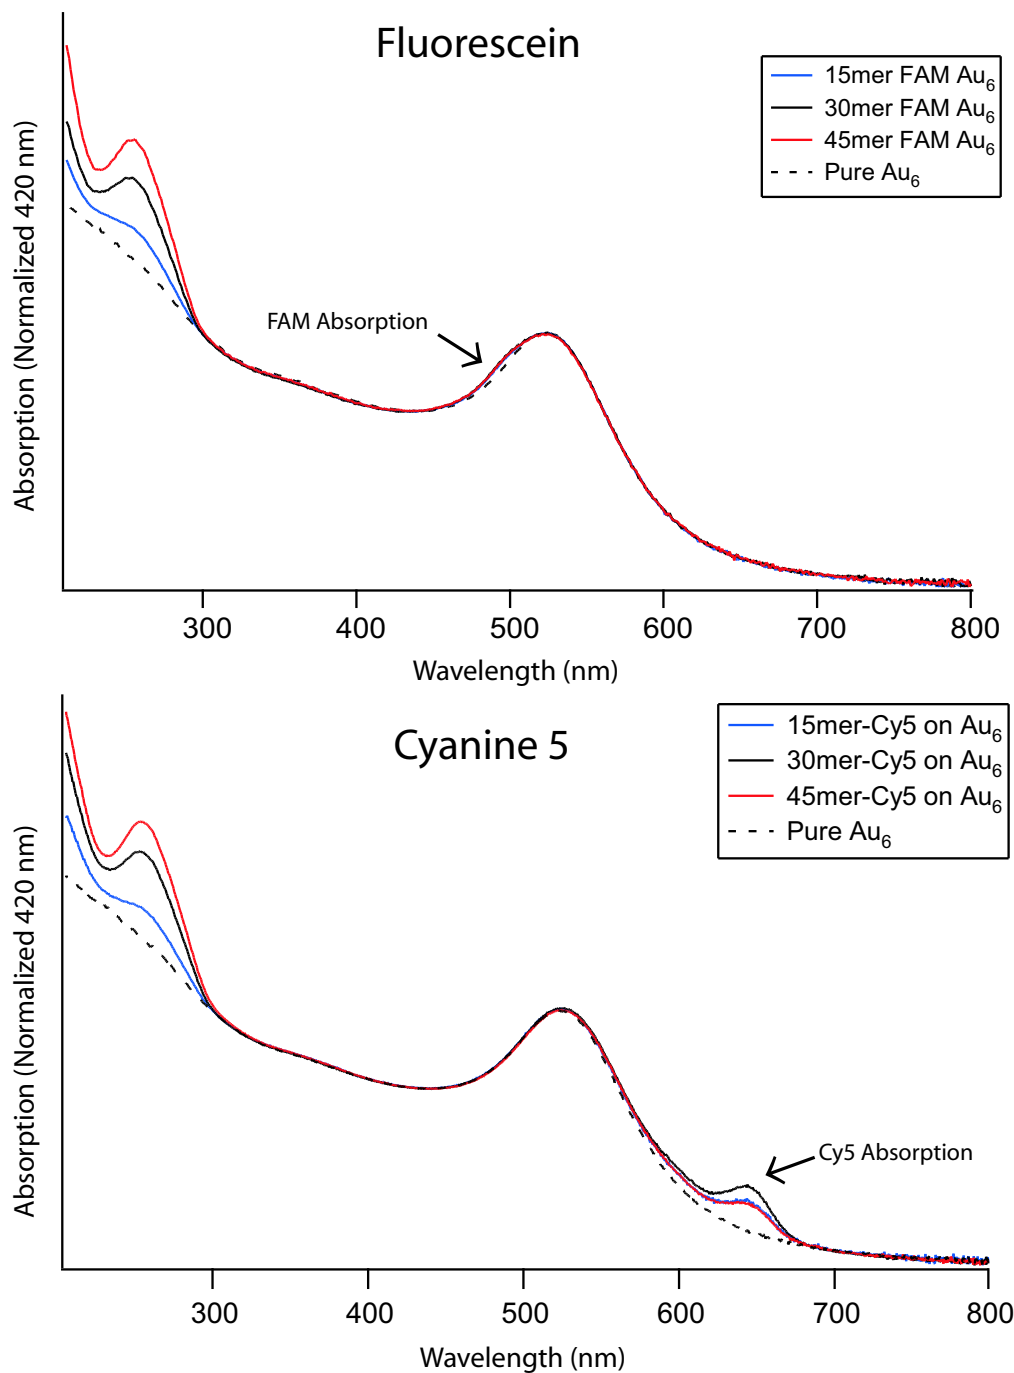 Fluorescein
15mer FAM Au6
30mer FAM Au6
45mer FAM Au6
Pure Au6
Absorption (Normalized 420 nm)
FAM Absorption
300 400 500 600 700 800
Wavelength (nm)
Cyanine 5
15mer-Cy5 on Au6
30mer-Cy5 on Au6
45mer-Cy5 on Au6
Pure Au6
Absorption (Normalized 420 nm)
Cy5 Absorption
300 400 500 600 700 800
Wavelength (nm)